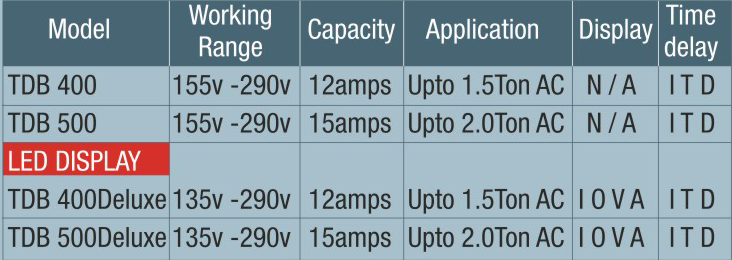 Model Working Range Capacity Application Display Time delay
TDB 400 155v -290v 12amps Upto 1.5Ton AC N / A I T D
TDB 500 155v -290v 15amps Upto 2.0Ton AC N / A I T D
LED DISPLAY
TDB 400Deluxe 135v -290v 12amps Upto 1.5Ton AC I O V A I T D
TDB 500Deluxe 135v -290v 15amps Upto 2.0Ton AC I O V A I T D